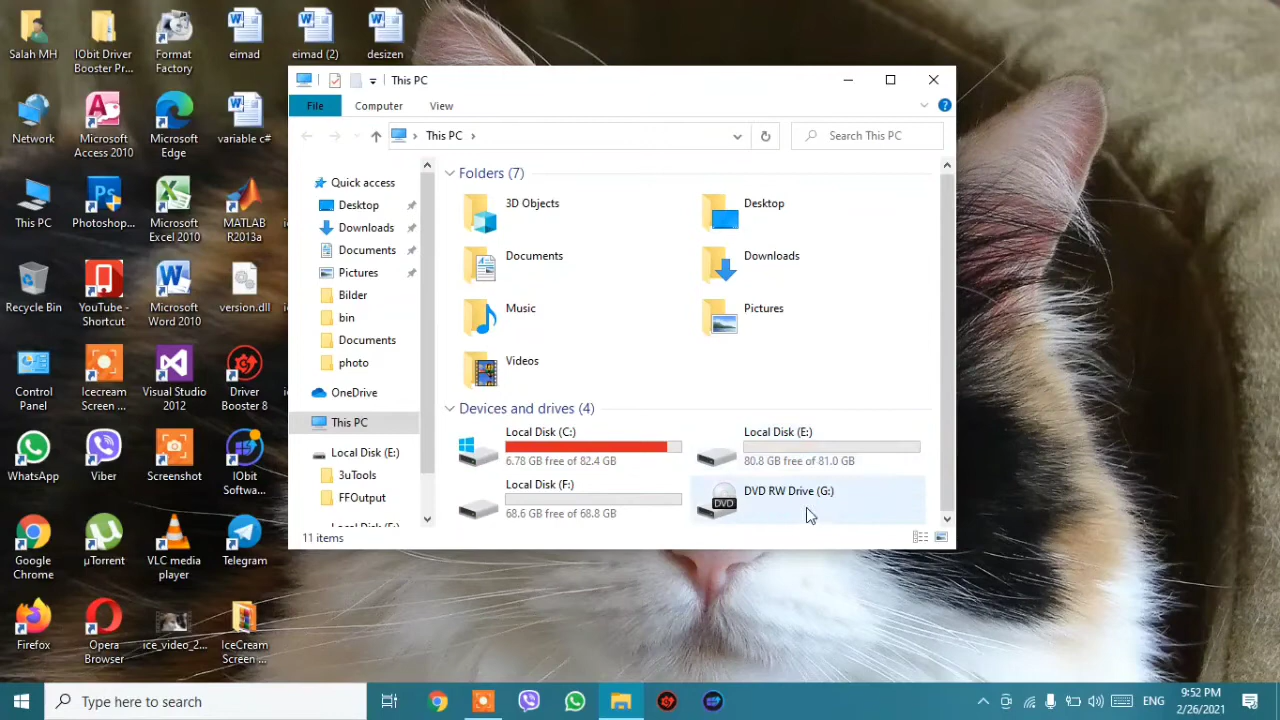 Salah MH
IObit Driver
Booster Pr...
Format
Factory
eimad
eimad (2)
desizen
Network
Microsoft
Access 2010
Microsoft
Edge
variable c#
This PC
Photoshop...
Microsoft
Excel 2010
MATLAB
R2013a
Recycle Bin
YouTube -
Shortcut
Microsoft
Word 2010
version.dll
Control
Panel
Icecream
Screen ...
Visual Studio
2012
Driver
Booster 8
WhatsApp
Viber
Screenshot
IObit
Softwa...
Google
Chrome
µTorrent
VLC media
player
Telegram
Firefox
Opera
Browser
ice_video_2...
IceCream
Screen ...
This PC
File
Computer
View
This PC
Search This PC
Quick access
Desktop
Downloads
Documents
Pictures
Bilder
bin
Documents
photo
OneDrive
This PC
Local Disk (E:)
3uTools
FFOutput
Folders (7)
3D Objects
Desktop
Documents
Downloads
Music
Pictures
Videos
Devices and drives (4)
Local Disk (C:)
6.78 GB free of 82.4 GB
Local Disk (E:)
80.8 GB free of 81.0 GB
Local Disk (F:)
68.6 GB free of 68.8 GB
DVD RW Drive (G:)
DVD
11 items
Type here to search
ENG
9:52 PM
2/26/2021